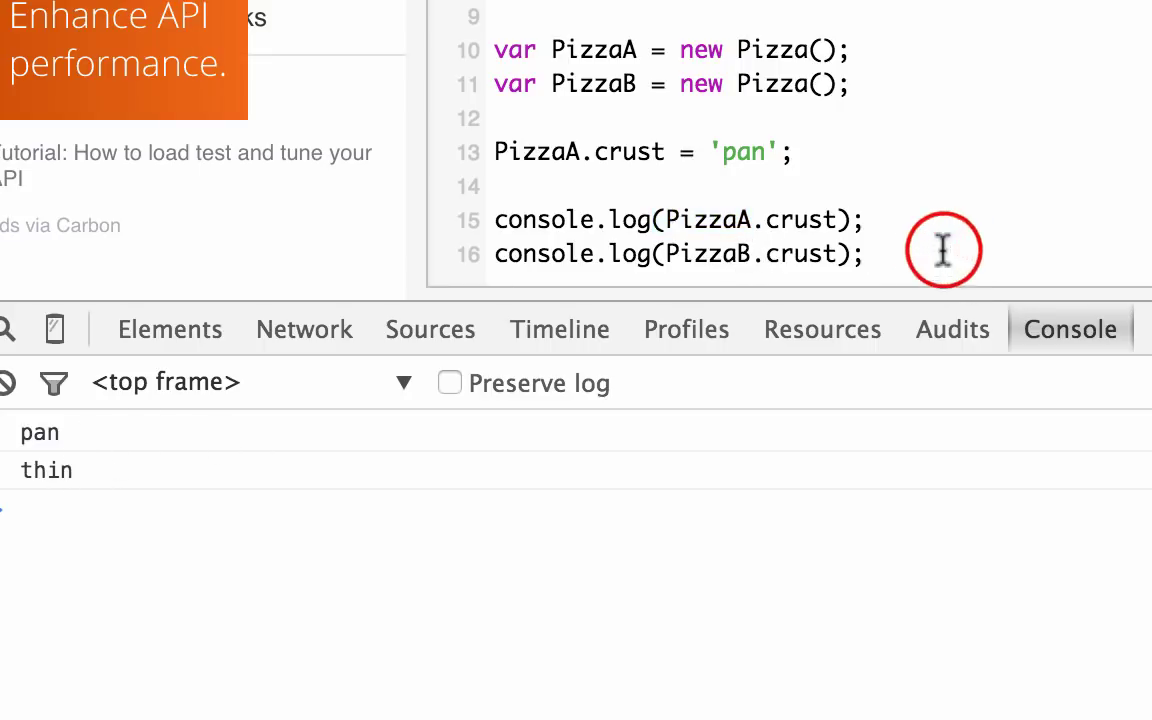 Enhance API
performance.
ks
utorial: How to load test and tune your
API
ds via Carbon
9
10 var PizzaA = new Pizza();
11 var PizzaB = new Pizza();
12
13 PizzaA.crust = 'pan';
14
15 console.log(PizzaA.crust);
16 console.log(PizzaB.crust);
Elements Network Sources Timeline Profiles Resources Audits Console
<top frame> ▼ Preserve log
pan
thin